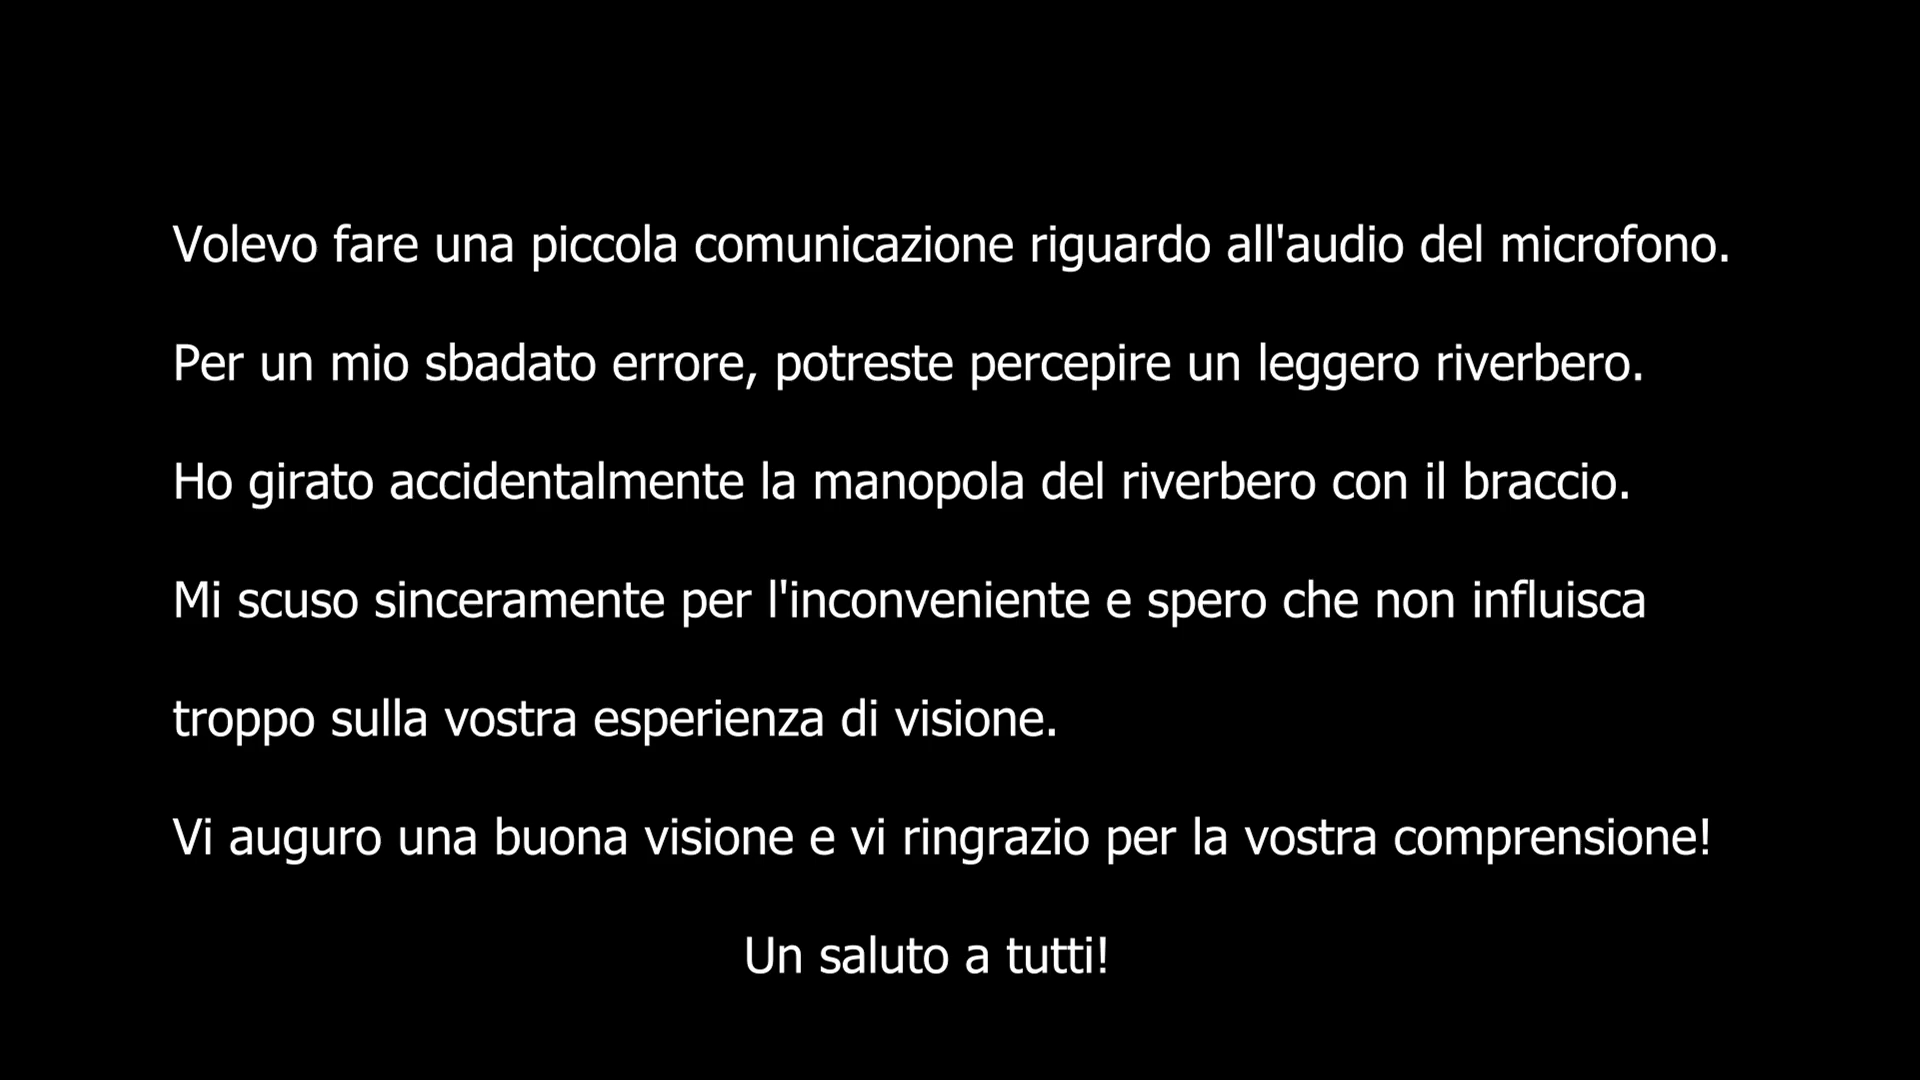 Volevo fare una piccola comunicazione riguardo all'audio del microfono.
Per un mio sbadato errore, potreste percepire un leggero riverbero.
Ho girato accidentalmente la manopola del riverbero con il braccio.
Mi scuso sinceramente per l'inconveniente e spero che non influisca
troppo sulla vostra esperienza di visione.
Vi auguro una buona visione e vi ringrazio per la vostra comprensione!
Un saluto a tutti!